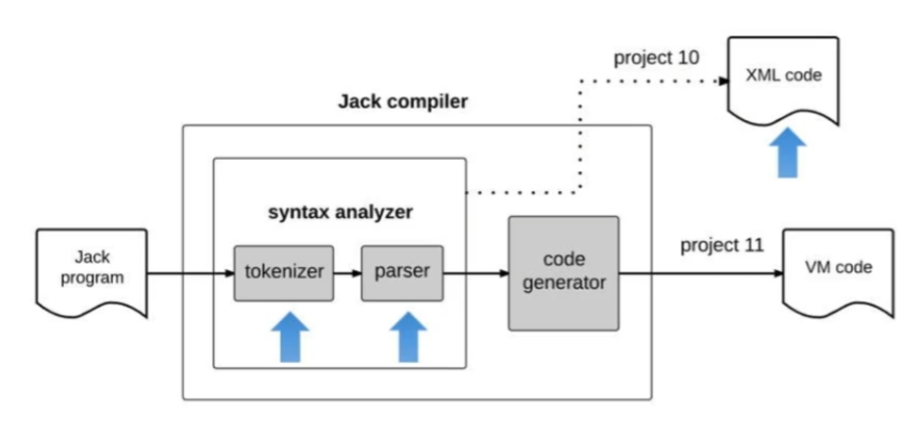 project 10
XML code
Jack compiler
syntax analyzer
Jack
program
tokenizer
parser
code
generator
project 11
VM code